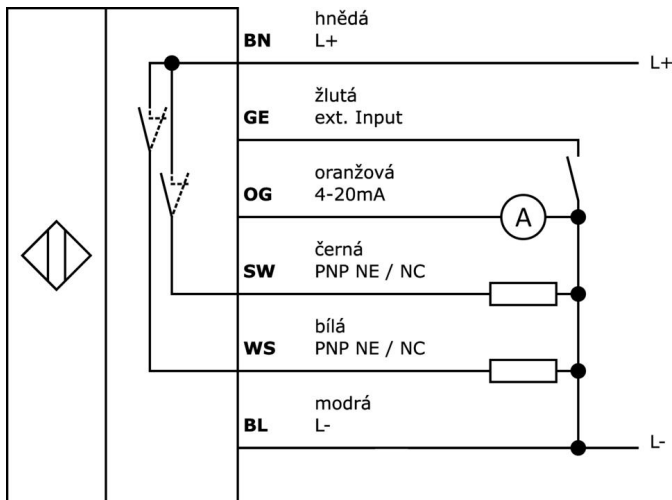 hnědá
BN L+
L+
žlutá
GE ext. Input
oranžová
OG 4-20mA
A
černá
SW PNP NE / NC
bílá
WS PNP NE / NC
modrá
BL L-
L-